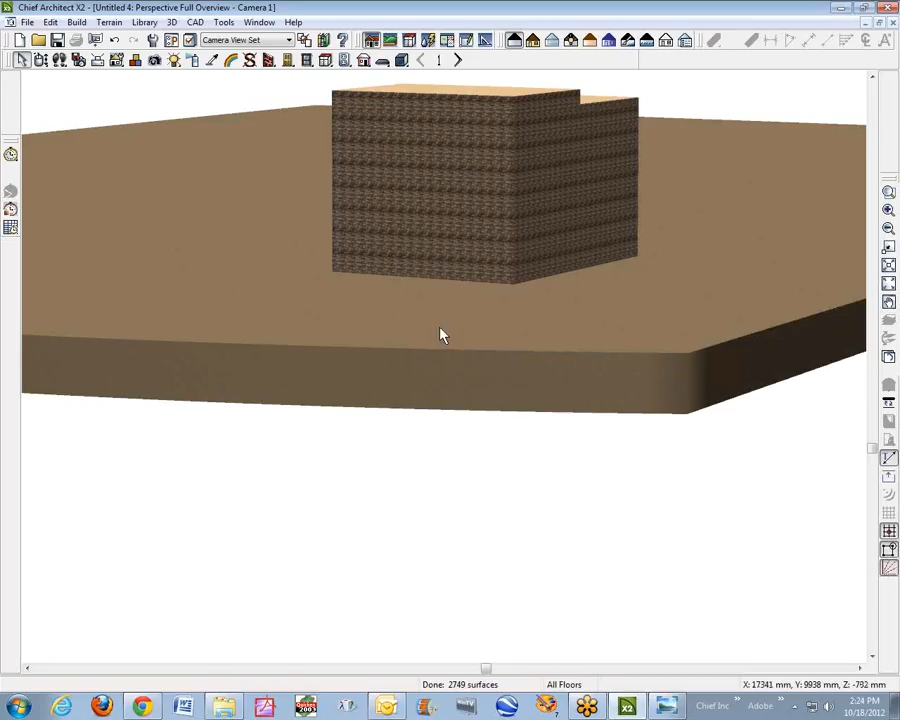 Chief Architect X2 - [Untitled 4: Perspective Full Overview - Camera 1]
File Edit Build Terrain Library 3D CAD Tools Window Help
Camera View Set
1
Done: 2749 surfaces All Floors X: 17341 mm, Y: 9938 mm, Z: -792 mm
Chief Inc Adobe 2:24 PM
10/18/2012